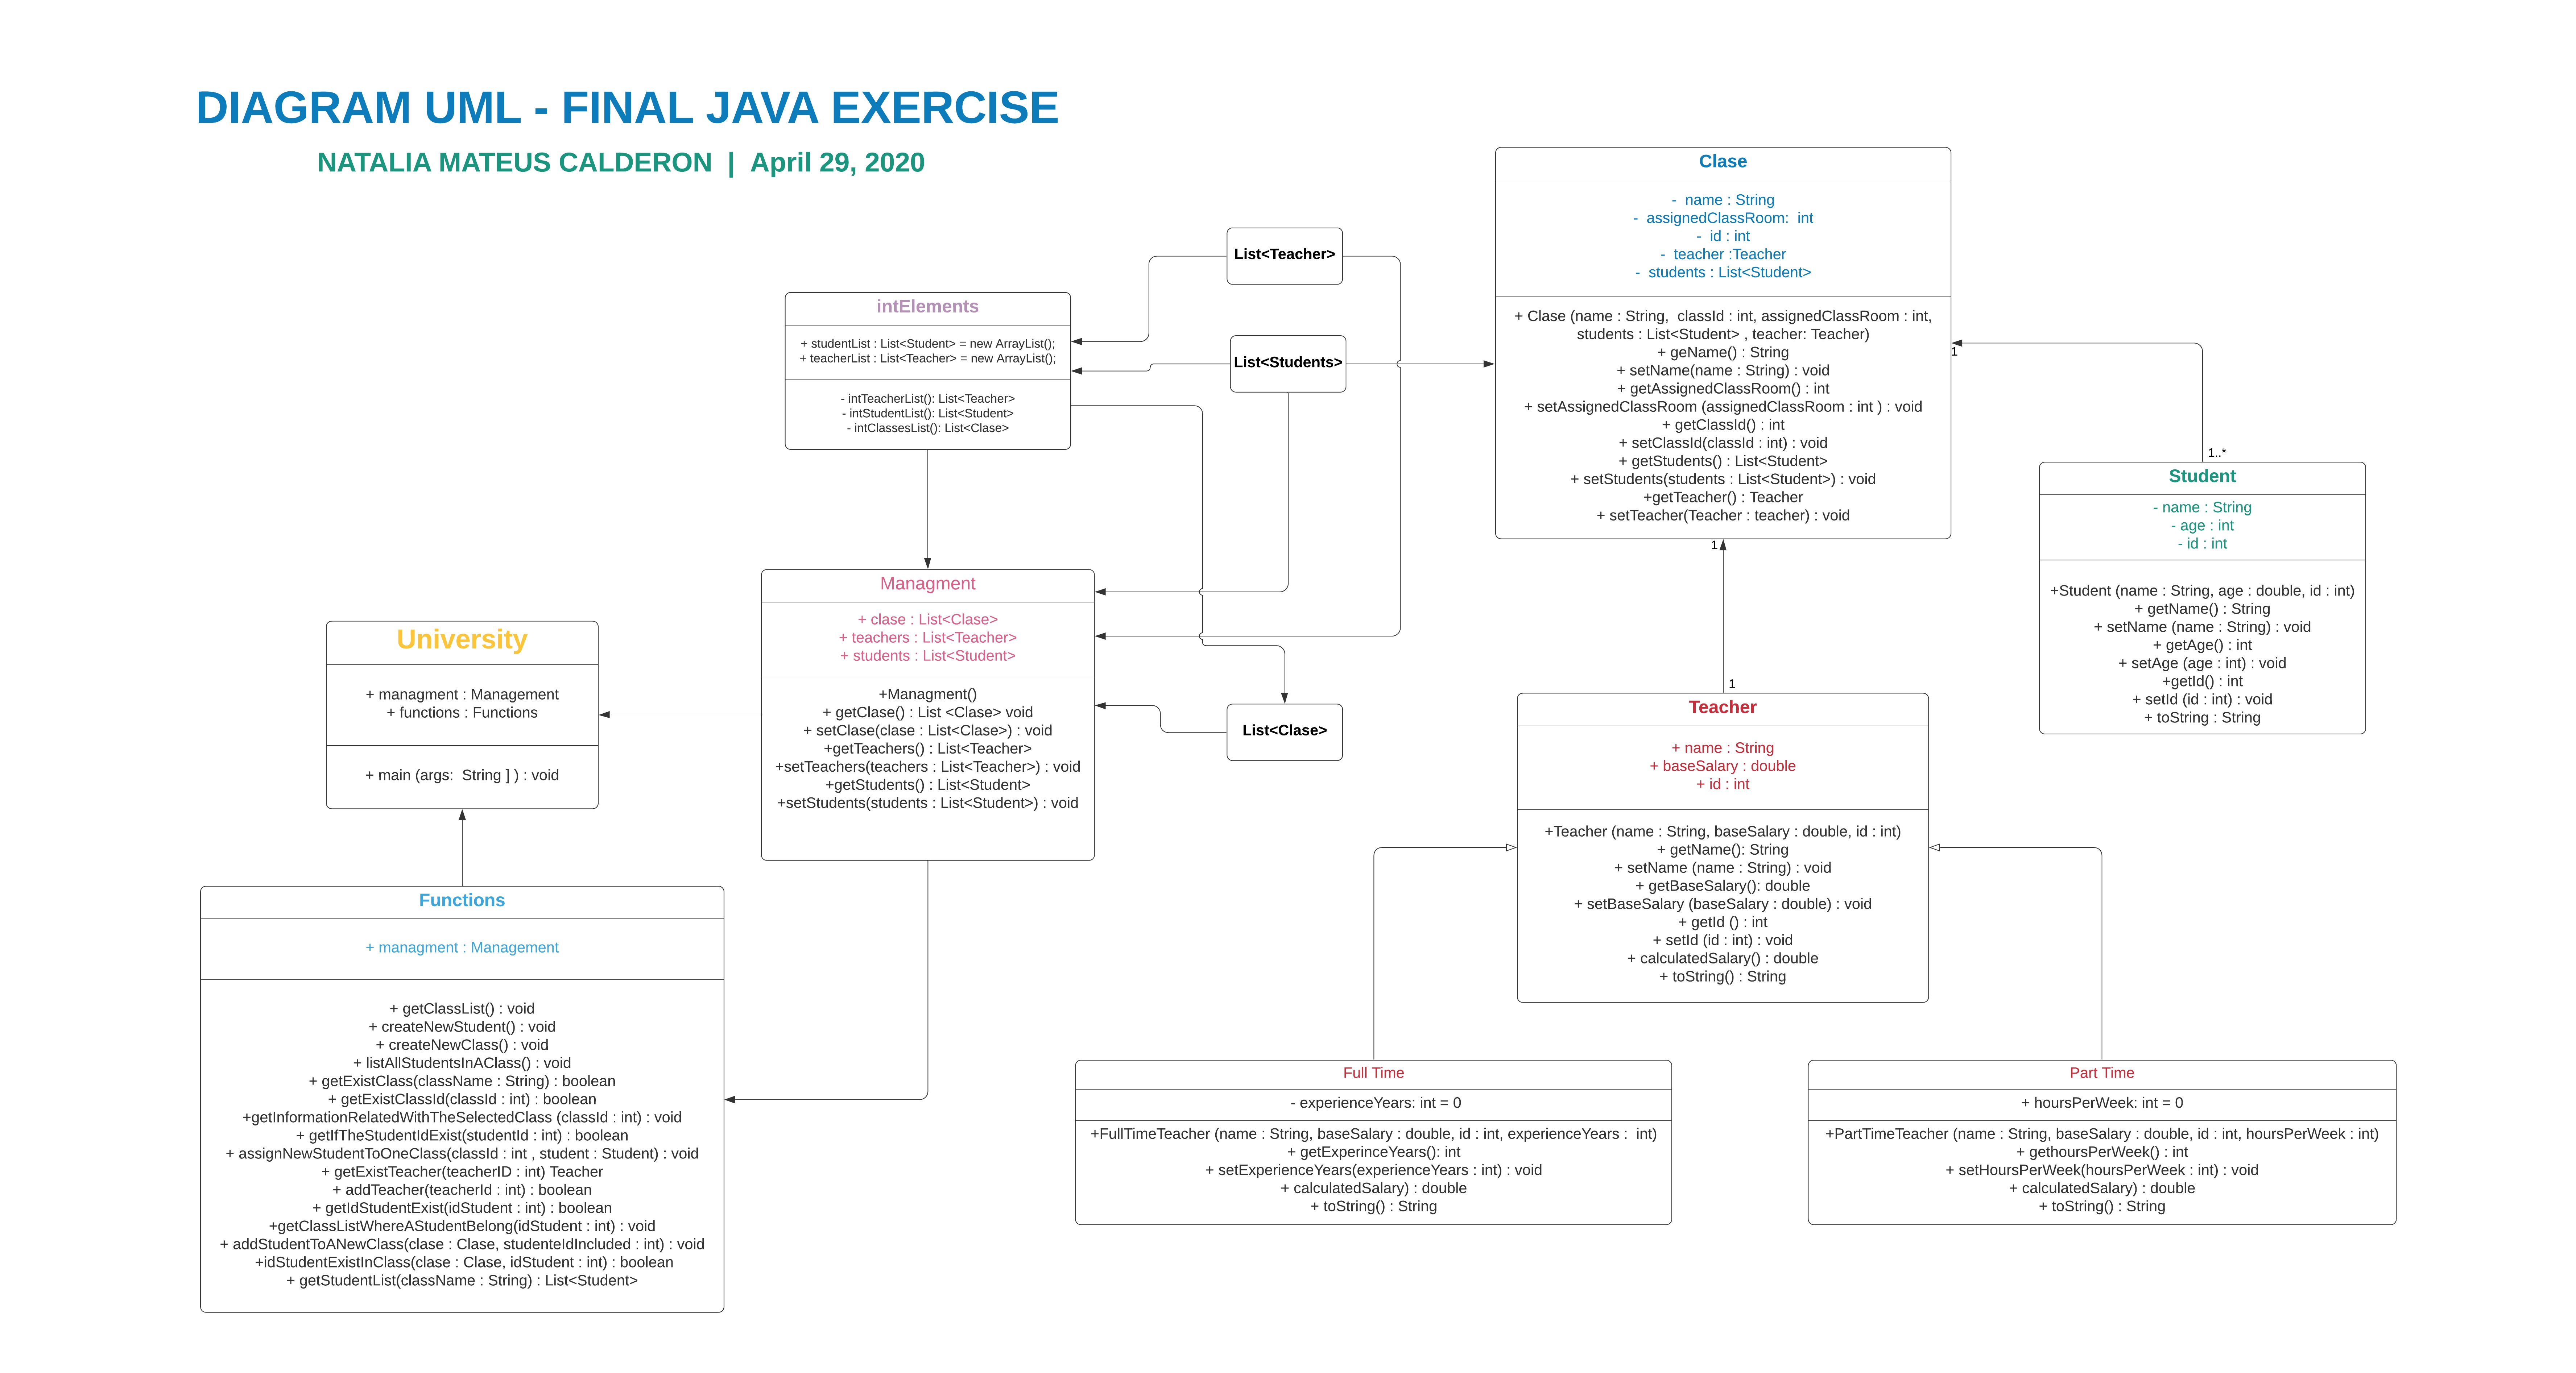 DIAGRAM UML - FINAL JAVA EXERCISE
NATALIA MATEUS CALDERON | April 29, 2020
Clase
- name : String
- assignedClassRoom: int
- id : int
- teacher :Teacher
- students : List<Student>
+ Clase (name : String, classId : int, assignedClassRoom : int,
students : List<Student> , teacher: Teacher)
+ geName() : String
+ setName(name : String) : void
+ getAssignedClassRoom() : int
+ setAssignedClassRoom (assignedClassRoom : int ) : void
+ getClassId() : int
+ setClassId(classId : int) : void
+ getStudents() : List<Student>
+ setStudents(students : List<Student>) : void
+getTeacher() : Teacher
+ setTeacher(Teacher : teacher) : void
1
1
List<Teacher>
List<Students>
intElements
+ studentList : List<Student> = new ArrayList();
+ teacherList : List<Teacher> = new ArrayList();
- intTeacherList(): List<Teacher>
- intStudentList(): List<Student>
- intClassesList(): List<Clase>
1..*
Student
- name : String
- age : int
- id : int
+Student (name : String, age : double, id : int)
+ getName() : String
+ setName (name : String) : void
+ getAge() : int
+ setAge (age : int) : void
+getId() : int
+ setId (id : int) : void
+ toString : String
Managment
+ clase : List<Clase>
+ teachers : List<Teacher>
+ students : List<Student>
+Managment()
+ getClase() : List <Clase> void
+ setClase(clase : List<Clase>) : void
+getTeachers() : List<Teacher>
+setTeachers(teachers : List<Teacher>) : void
+getStudents() : List<Student>
+setStudents(students : List<Student>) : void
List<Clase>
University
+ managment : Management
+ functions : Functions
+ main (args: String ] ) : void
1
Teacher
+ name : String
+ baseSalary : double
+ id : int
+Teacher (name : String, baseSalary : double, id : int)
+ getName(): String
+ setName (name : String) : void
+ getBaseSalary(): double
+ setBaseSalary (baseSalary : double) : void
+ getId () : int
+ setId (id : int) : void
+ calculatedSalary() : double
+ toString() : String
Functions
+ managment : Management
+ getClassList() : void
+ createNewStudent() : void
+ createNewClass() : void
+ listAllStudentsInAClass() : void
+ getExistClass(className : String) : boolean
+ getExistClassId(classId : int) : boolean
+getInformationRelatedWithTheSelectedClass (classId : int) : void
+ getIfTheStudentIdExist(studentId : int) : boolean
+ assignNewStudentToOneClass(classId : int , student : Student) : void
+ getExistTeacher(teacherID : int) Teacher
+ addTeacher(teacherId : int) : boolean
+ getIdStudentExist(idStudent : int) : boolean
+getClassListWhereAStudentBelong(idStudent : int) : void
+ addStudentToANewClass(clase : Clase, studenteIdIncluded : int) : void
+idStudentExistInClass(clase : Clase, idStudent : int) : boolean
+ getStudentList(className : String) : List<Student>
Full Time
- experienceYears: int = 0
+FullTimeTeacher (name : String, baseSalary : double, id : int, experienceYears : int)
+ getExperinceYears(): int
+ setExperienceYears(experienceYears : int) : void
+ calculatedSalary) : double
+ toString() : String
Part Time
+ hoursPerWeek: int = 0
+PartTimeTeacher (name : String, baseSalary : double, id : int, hoursPerWeek : int)
+ gethoursPerWeek() : int
+ setHoursPerWeek(hoursPerWeek : int) : void
+ calculatedSalary) : double
+ toString() : String